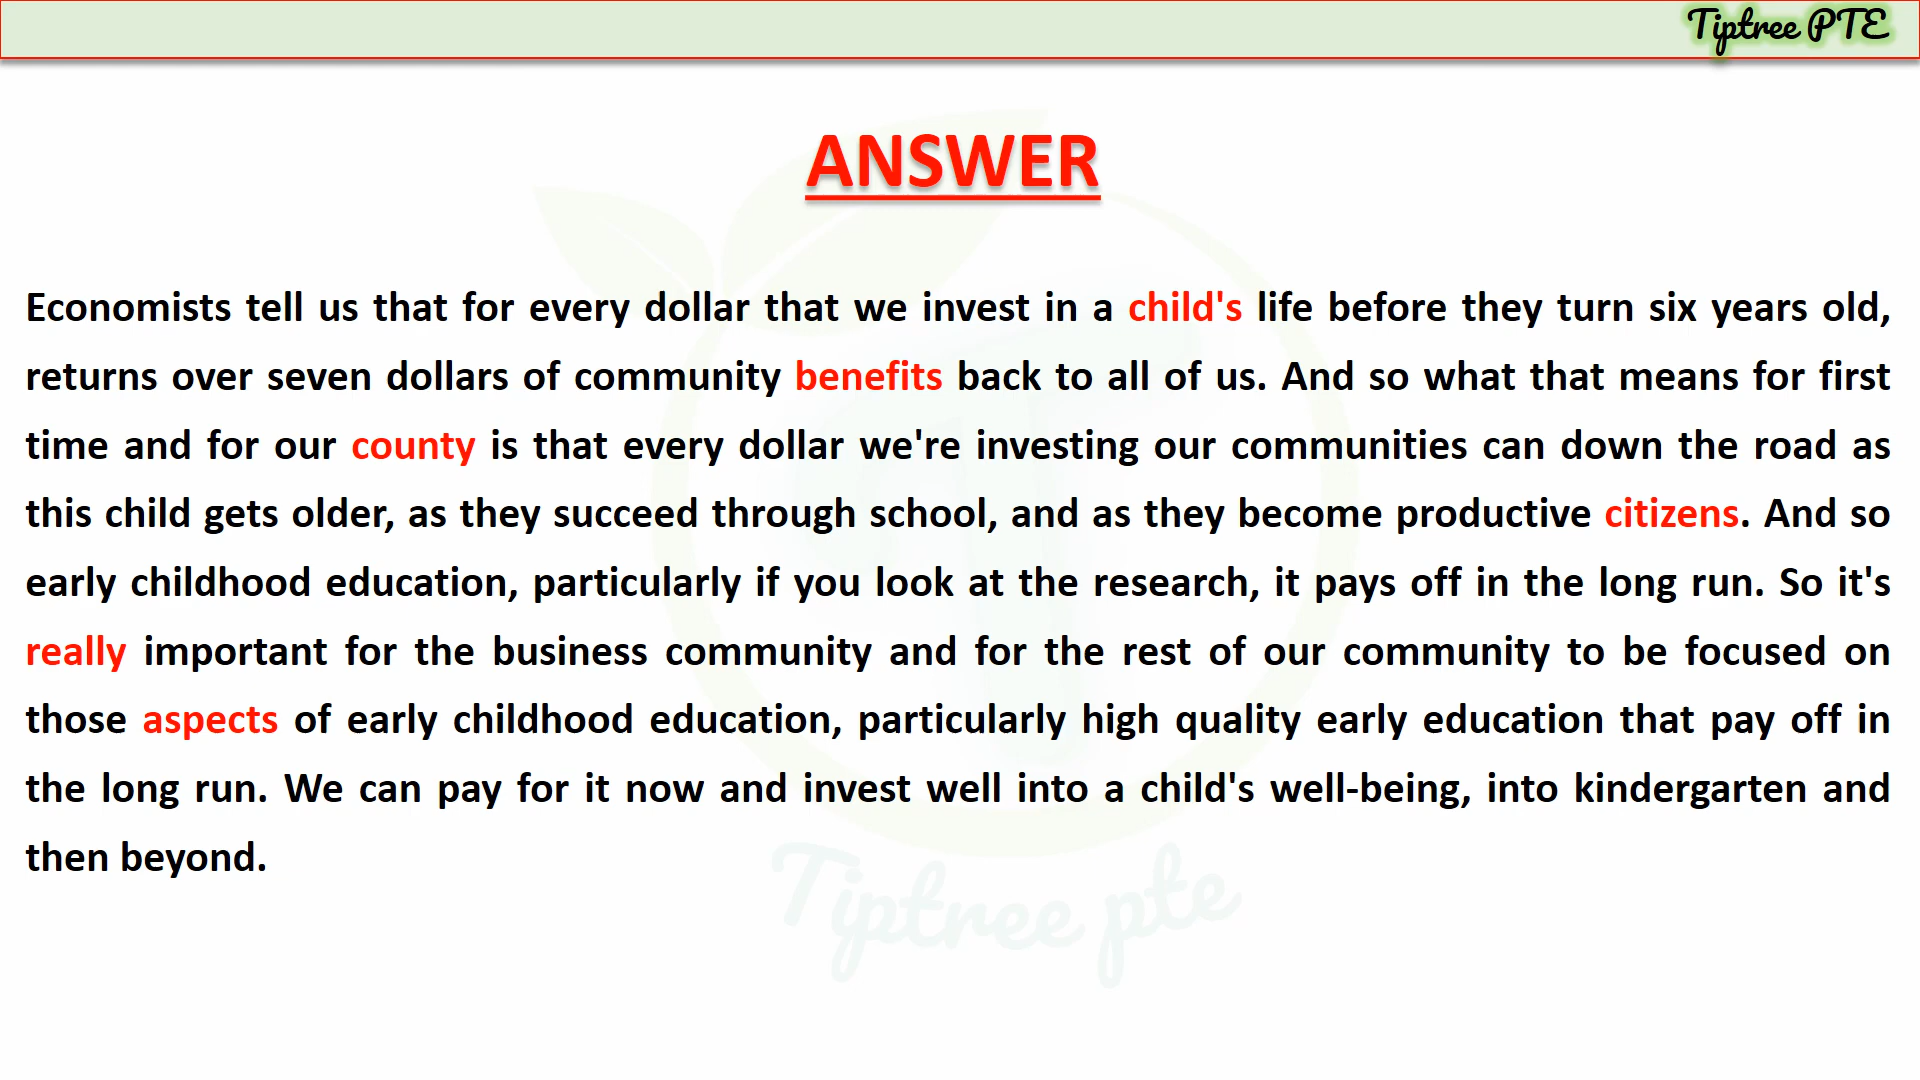 Tiptree PTE
ANSWER
Economists tell us that for every dollar that we invest in a child's life before they turn six years old,
returns over seven dollars of community benefits back to all of us. And so what that means for first
time and for our county is that every dollar we're investing our communities can down the road as
this child gets older, as they succeed through school, and as they become productive citizens. And so
early childhood education, particularly if you look at the research, it pays off in the long run. So it's
really important for the business community and for the rest of our community to be focused on
those aspects of early childhood education, particularly high quality early education that pay off in
the long run. We can pay for it now and invest well into a child's well-being, into kindergarten and
then beyond.
Tiptree pte